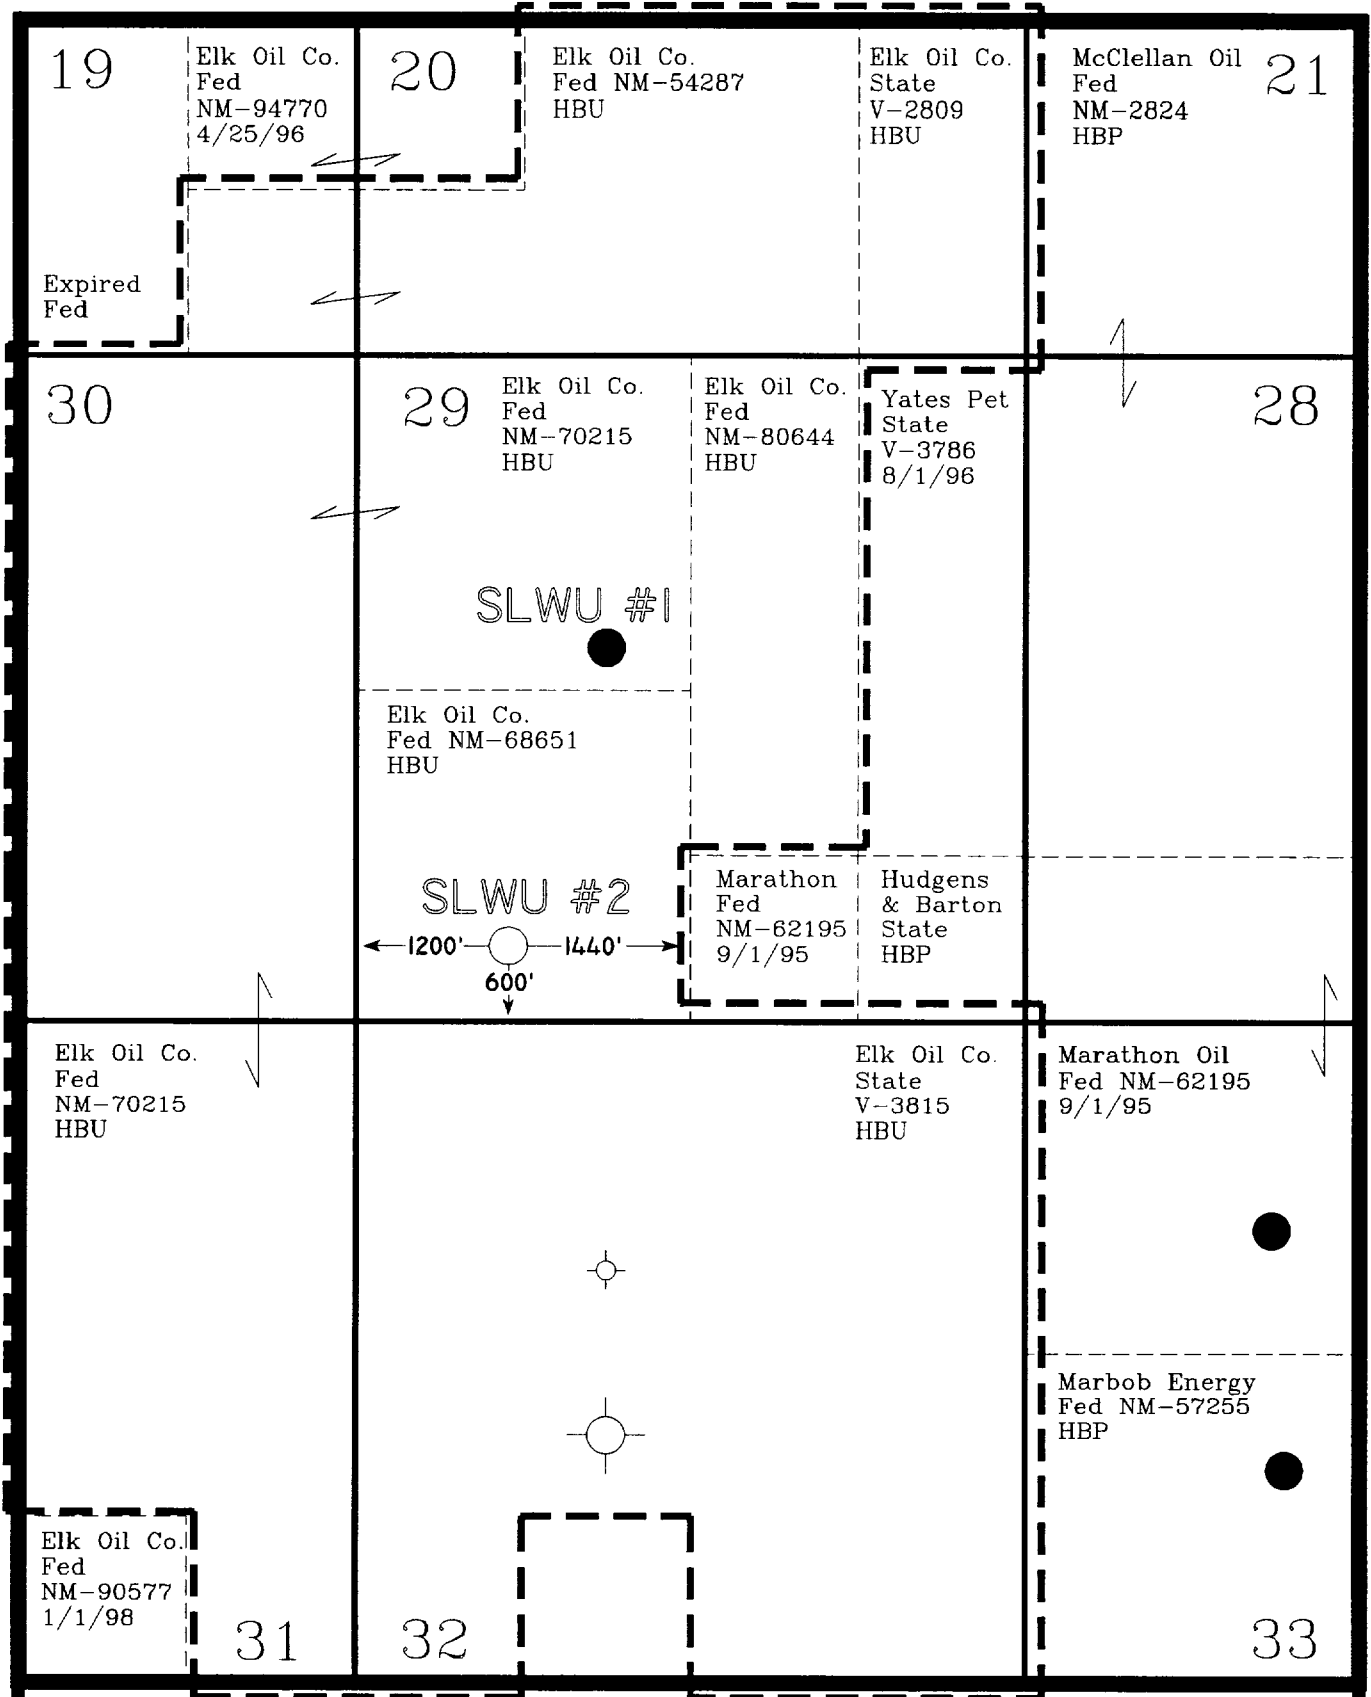 19
Elk Oil Co.
Fed
NM-94770
4/25/96
20
Elk Oil Co.
Fed NM-54287
HBU
Elk Oil Co.
State
V-2809
HBU
McClellan Oil
Fed
NM-2824
HBP
21
Expired
Fed
30
29
Elk Oil Co.
Fed
NM-70215
HBU
Elk Oil Co.
Fed
NM-80644
HBU
Yates Pet
State
V-3786
8/1/96
28
SLWU #1
Elk Oil Co.
Fed NM-68651
HBU
SLWU #2
1200'
1440'
600'
Marathon
Fed
NM-62195
9/1/95
Hudgens
& Barton
State
HBP
Elk Oil Co.
Fed
NM-70215
HBU
Elk Oil Co.
State
V-3815
HBU
Marathon Oil
Fed NM-62195
9/1/95
Marbob Energy
Fed NM-57255
HBP
Elk Oil Co.
Fed
NM-90577
1/1/98
31
32
33